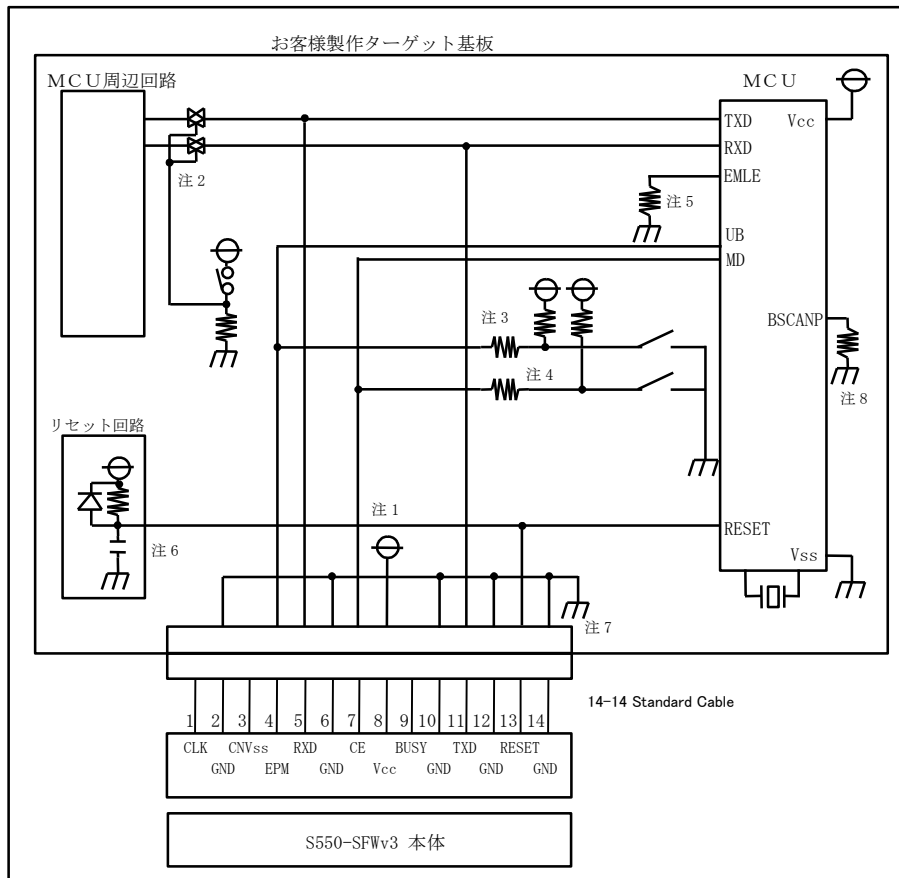 お客様製作ターゲット基板
MCU周辺回路
MCU
TXD
Vcc
RXD
EMLE
注2
注5
UB
MD
注3
BSCANP
注4
注8
リセット回路
注1
RESET
注6
Vss
注7
14-14 Standard Cable
1 2 3 4 5 6 7 8 9 10 11 12 13 14
CLK CNVss RXD CE BUSY TXD RESET
GND EPM GND Vcc GND GND GND
S550-SFWv3 本体